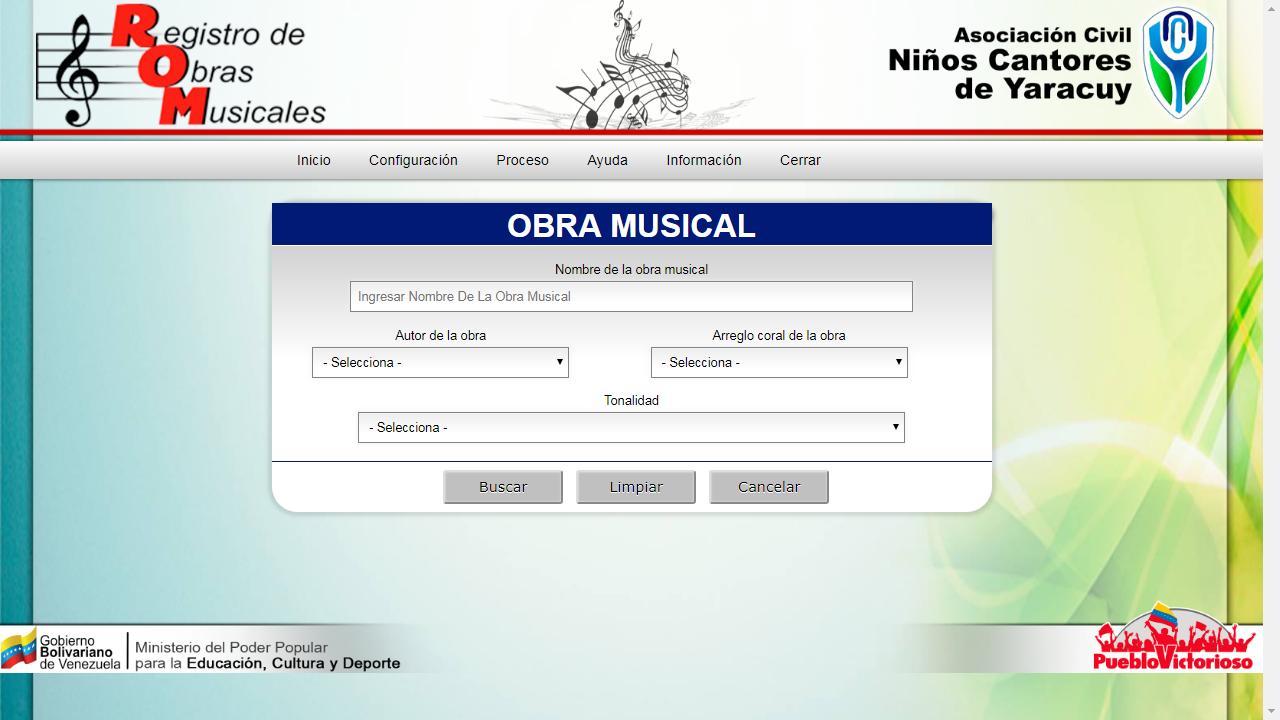 Registro de
Obras
Musicales
Asociación Civil
Niños Cantores
de Yaracuy
Inicio Configuración Proceso Ayuda Información Cerrar
OBRA MUSICAL
Nombre de la obra musical
Ingresar Nombre De La Obra Musical
Autor de la obra Arreglo coral de la obra
- Selecciona - - Selecciona -
Tonalidad
- Selecciona -
Buscar Limpiar Cancelar
Gobierno
Bolivariano
de Venezuela
Ministerio del Poder Popular
para la Educación, Cultura y Deporte
PuebloVictorioso